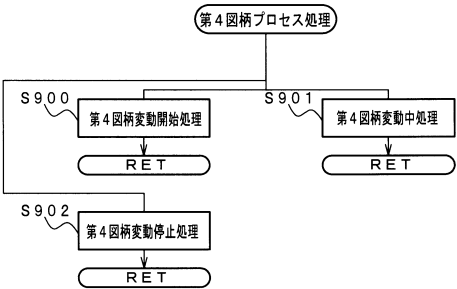 第４図柄プロセス処理
Ｓ９００
第４図柄変動開始処理
ＲＥＴ
Ｓ９０１
第４図柄変動中処理
ＲＥＴ
Ｓ９０２
第４図柄変動停止処理
ＲＥＴ